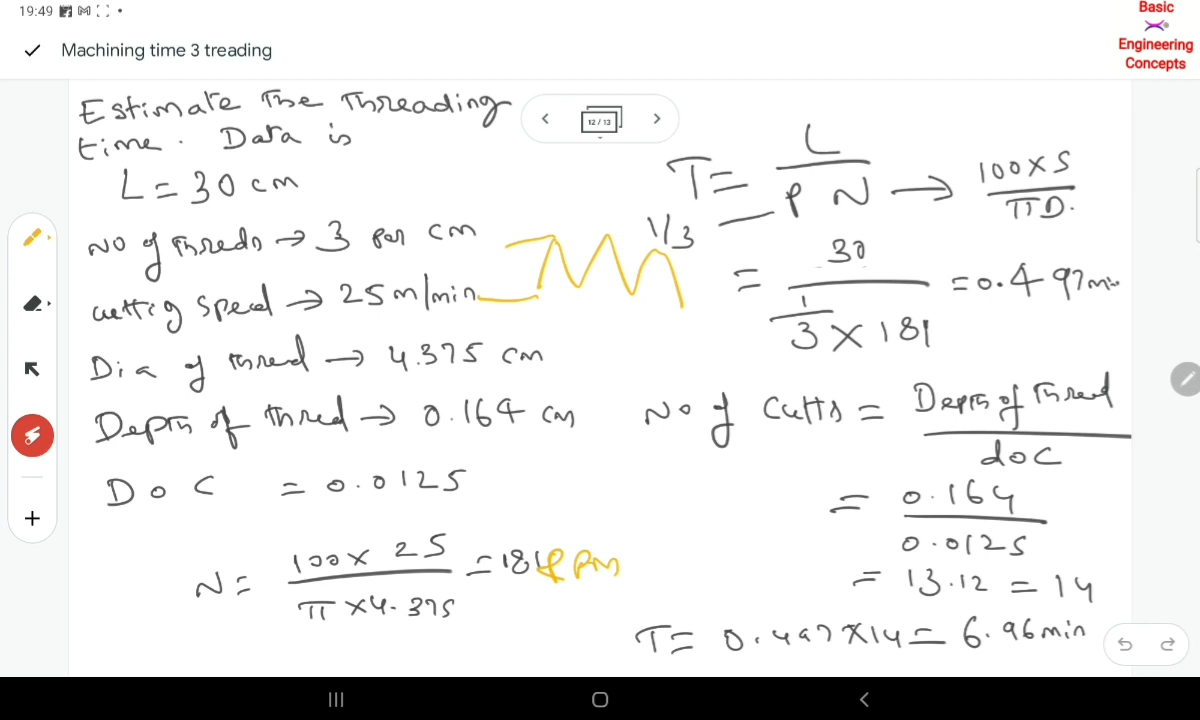 19:49
Basic
Engineering
Concepts
Machining time 3 treading
12 / 13
Estimate The Threading
time. Data is
L = 30 cm
No of threds → 3 per cm
cuttig speed → 25 m/min
Dia of thread → 4.375 cm
Depth of thred → 0.164 cm
DoC = 0.0125
N = 100 x 25 / π x 4.375 = 181 RPM
T = L / P N → 100 x S / π D.
1/3
= 30 / 1/3 x 181 = 0.497 min
No of cutts = Depth of Thread / doc
= 0.164 / 0.0125
= 13.12 = 14
T = 0.497 x 14 = 6.96 min